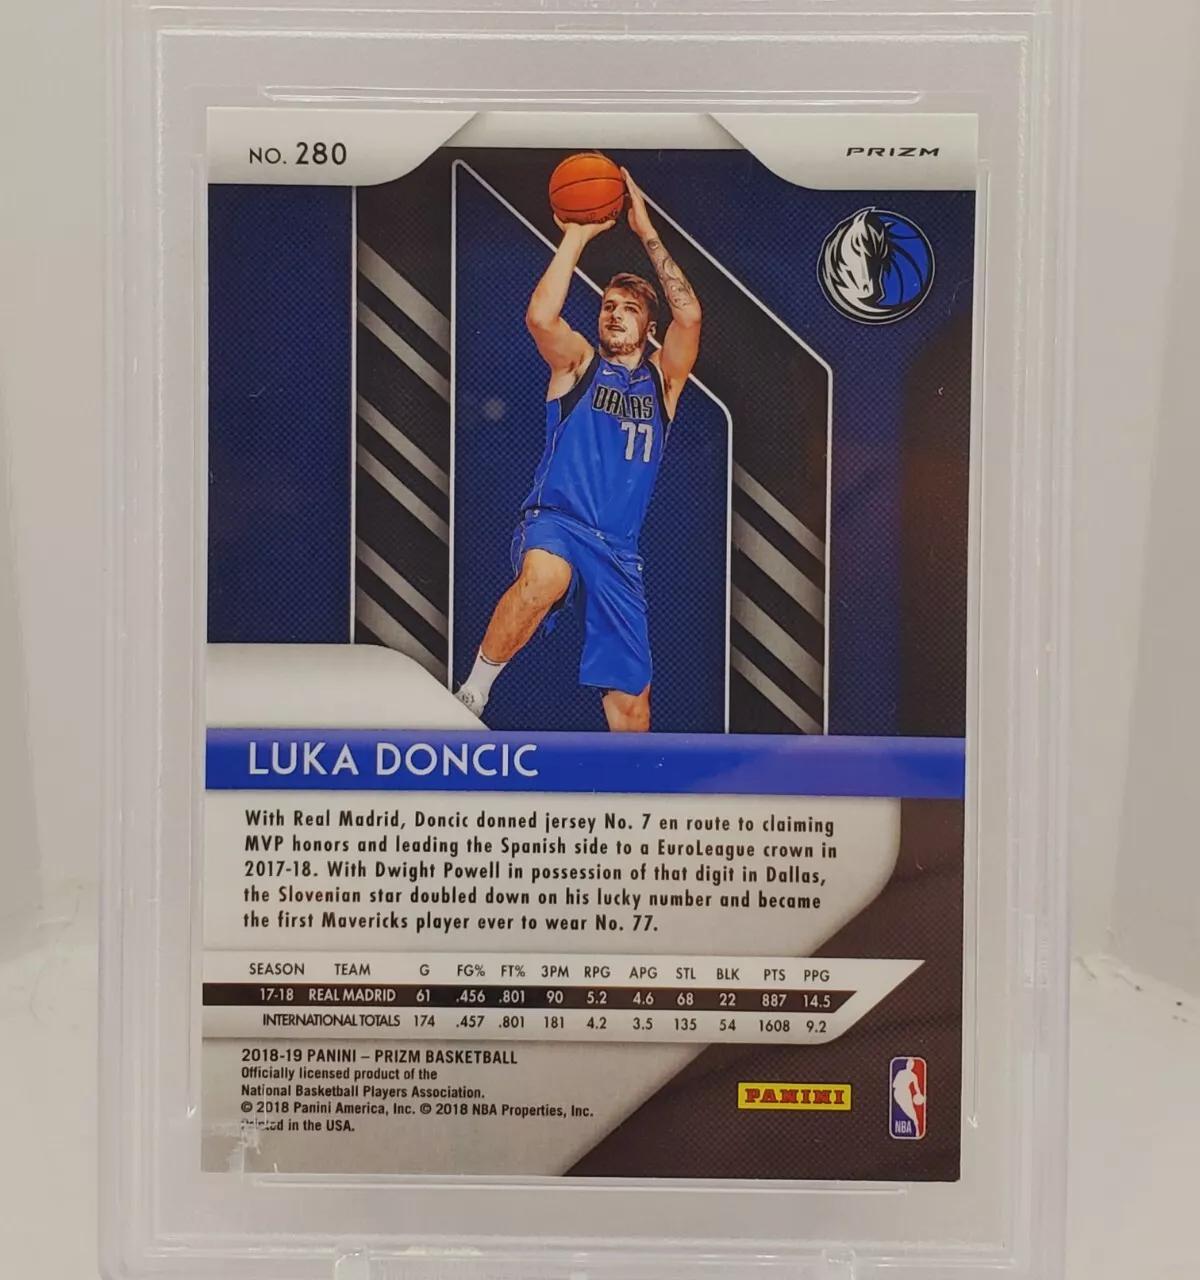 NO. 280
PRIZM
DALLAS
77
LUKA DONCIC
With Real Madrid, Doncic donned jersey No. 7 en route to claiming
MVP honors and leading the Spanish side to a EuroLeague crown in
2017-18. With Dwight Powell in possession of that digit in Dallas,
the Slovenian star doubled down on his lucky number and became
the first Mavericks player ever to wear No. 77.
SEASON TEAM G FG% FT% 3PM RPG APG STL BLK PTS PPG
17-18 REAL MADRID 61 .456 .801 90 5.2 4.6 68 22 887 14.5
INTERNATIONAL TOTALS 174 .457 .801 181 4.2 3.5 135 54 1608 9.2
2018-19 PANINI – PRIZM BASKETBALL
Officially licensed product of the
National Basketball Players Association.
© 2018 Panini America, Inc. © 2018 NBA Properties, Inc.
Printed in the USA.
PANINI
NBA